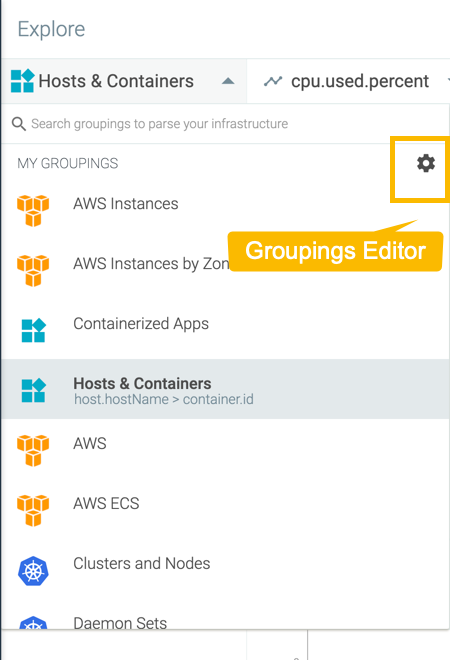 Explore
Hosts & Containers
cpu.used.percent
Search groupings to parse your infrastructure
MY GROUPINGS
AWS Instances
Groupings Editor
AWS Instances by Zon
Containerized Apps
Hosts & Containers
host.hostName > container.id
AWS
AWS ECS
Clusters and Nodes
Daemon Sets